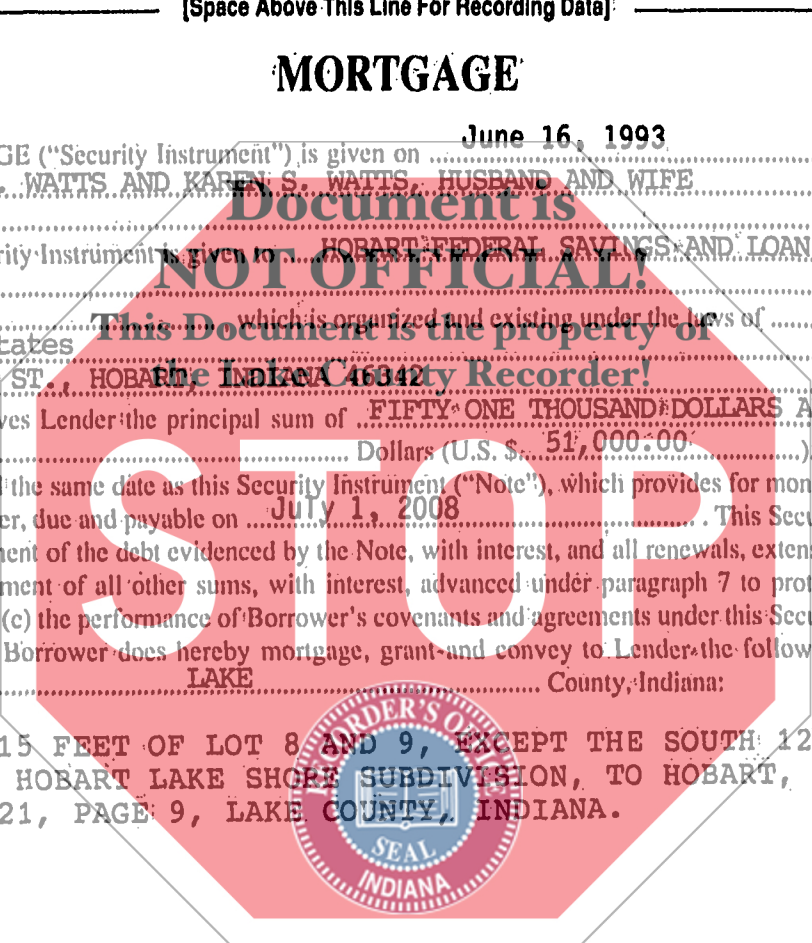 [Space Above This Line For Recording Data]
MORTGAGE
June 16, 1993
GE ("Security Instrument") is given on
. WATTS AND KAREN S. WATTS, HUSBAND AND WIFE
Document is
rity Instrument is given to HOBART FEDERAL SAVINGS AND LOAN
NOT OFFICIAL!
, which is organized and existing under the laws of
This Document is the property of
tates
ST., HOBART, INDIANA 46342
the Lake County Recorder!
ves Lender the principal sum of FIFTY ONE THOUSAND DOLLARS A
Dollars (U.S. $ 51,000.00 )
the same date as this Security Instrument ("Note"), which provides for mon
er, due and payable on July 1, 2008 . This Secu
ment of the debt evidenced by the Note, with interest, and all renewals, exten
ment of all other sums, with interest, advanced under paragraph 7 to prot
(c) the performance of Borrower's covenants and agreements under this Secu
Borrower does hereby mortgage, grant and convey to Lender the follow
LAKE County, Indiana:
STOP
15 FEET OF LOT 8 AND 9, EXCEPT THE SOUTH 12
HOBART LAKE SHORE SUBDIVISION, TO HOBART,
21, PAGE 9, LAKE COUNTY, INDIANA.
RECORDER'S OFFICE
SEAL
INDIANA